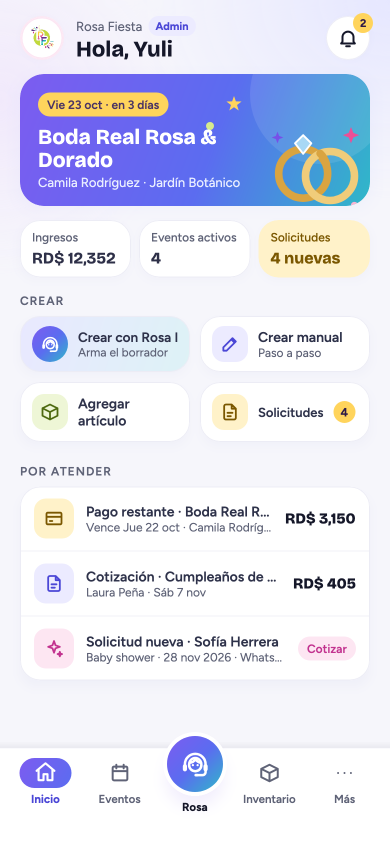 Rosa Fiesta Admin
Hola, Yuli
2
Vie 23 oct · en 3 días
Boda Real Rosa &
Dorado
Camila Rodríguez · Jardín Botánico
Ingresos
RD$ 12,352
Eventos activos
4
Solicitudes
4 nuevas
CREAR
Crear con Rosa I
Arma el borrador
Crear manual
Paso a paso
Agregar
artículo
Solicitudes 4
POR ATENDER
Pago restante · Boda Real R...
Vence Jue 22 oct · Camila Rodríg...
RD$ 3,150
Cotización · Cumpleaños de ...
Laura Peña · Sáb 7 nov
RD$ 405
Solicitud nueva · Sofía Herrera
Baby shower · 28 nov 2026 · Whats...
Cotizar
Inicio
Eventos
Rosa
Inventario
Más